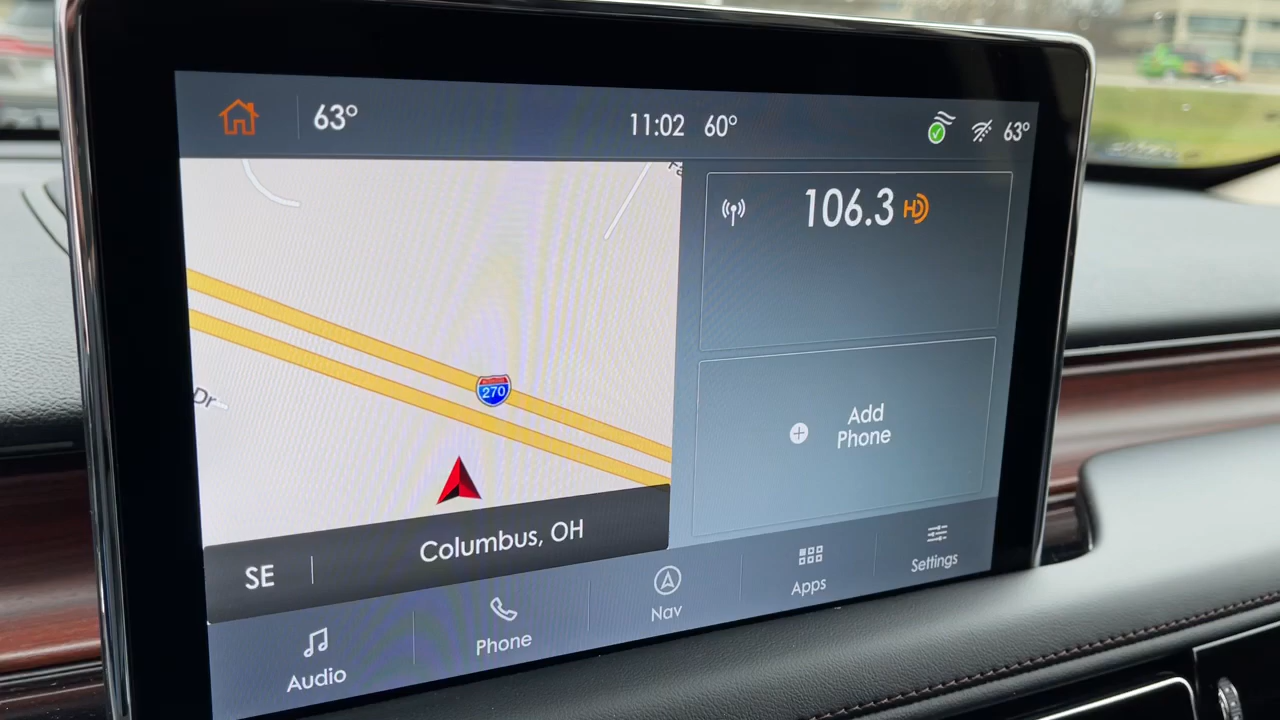 63°
11:02 60°
63°
106.3 HD
Dr
270
Add
Phone
SE
Columbus, OH
Audio
Phone
Nav
Apps
Settings